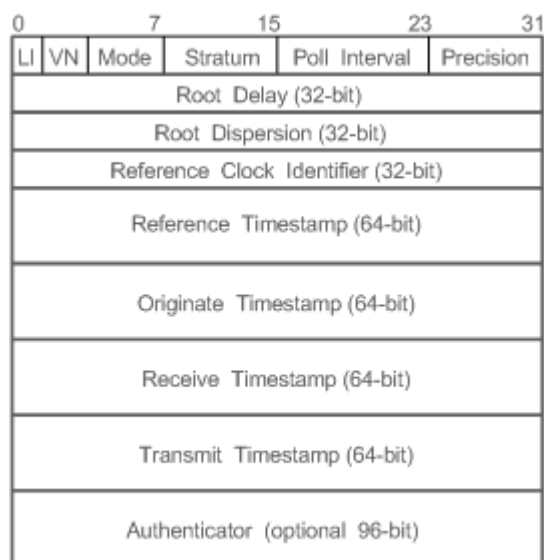 0 7 15 23 31
LI VN Mode Stratum Poll Interval Precision
Root Delay (32-bit)
Root Dispersion (32-bit)
Reference Clock Identifier (32-bit)
Reference Timestamp (64-bit)
Originate Timestamp (64-bit)
Receive Timestamp (64-bit)
Transmit Timestamp (64-bit)
Authenticator (optional 96-bit)